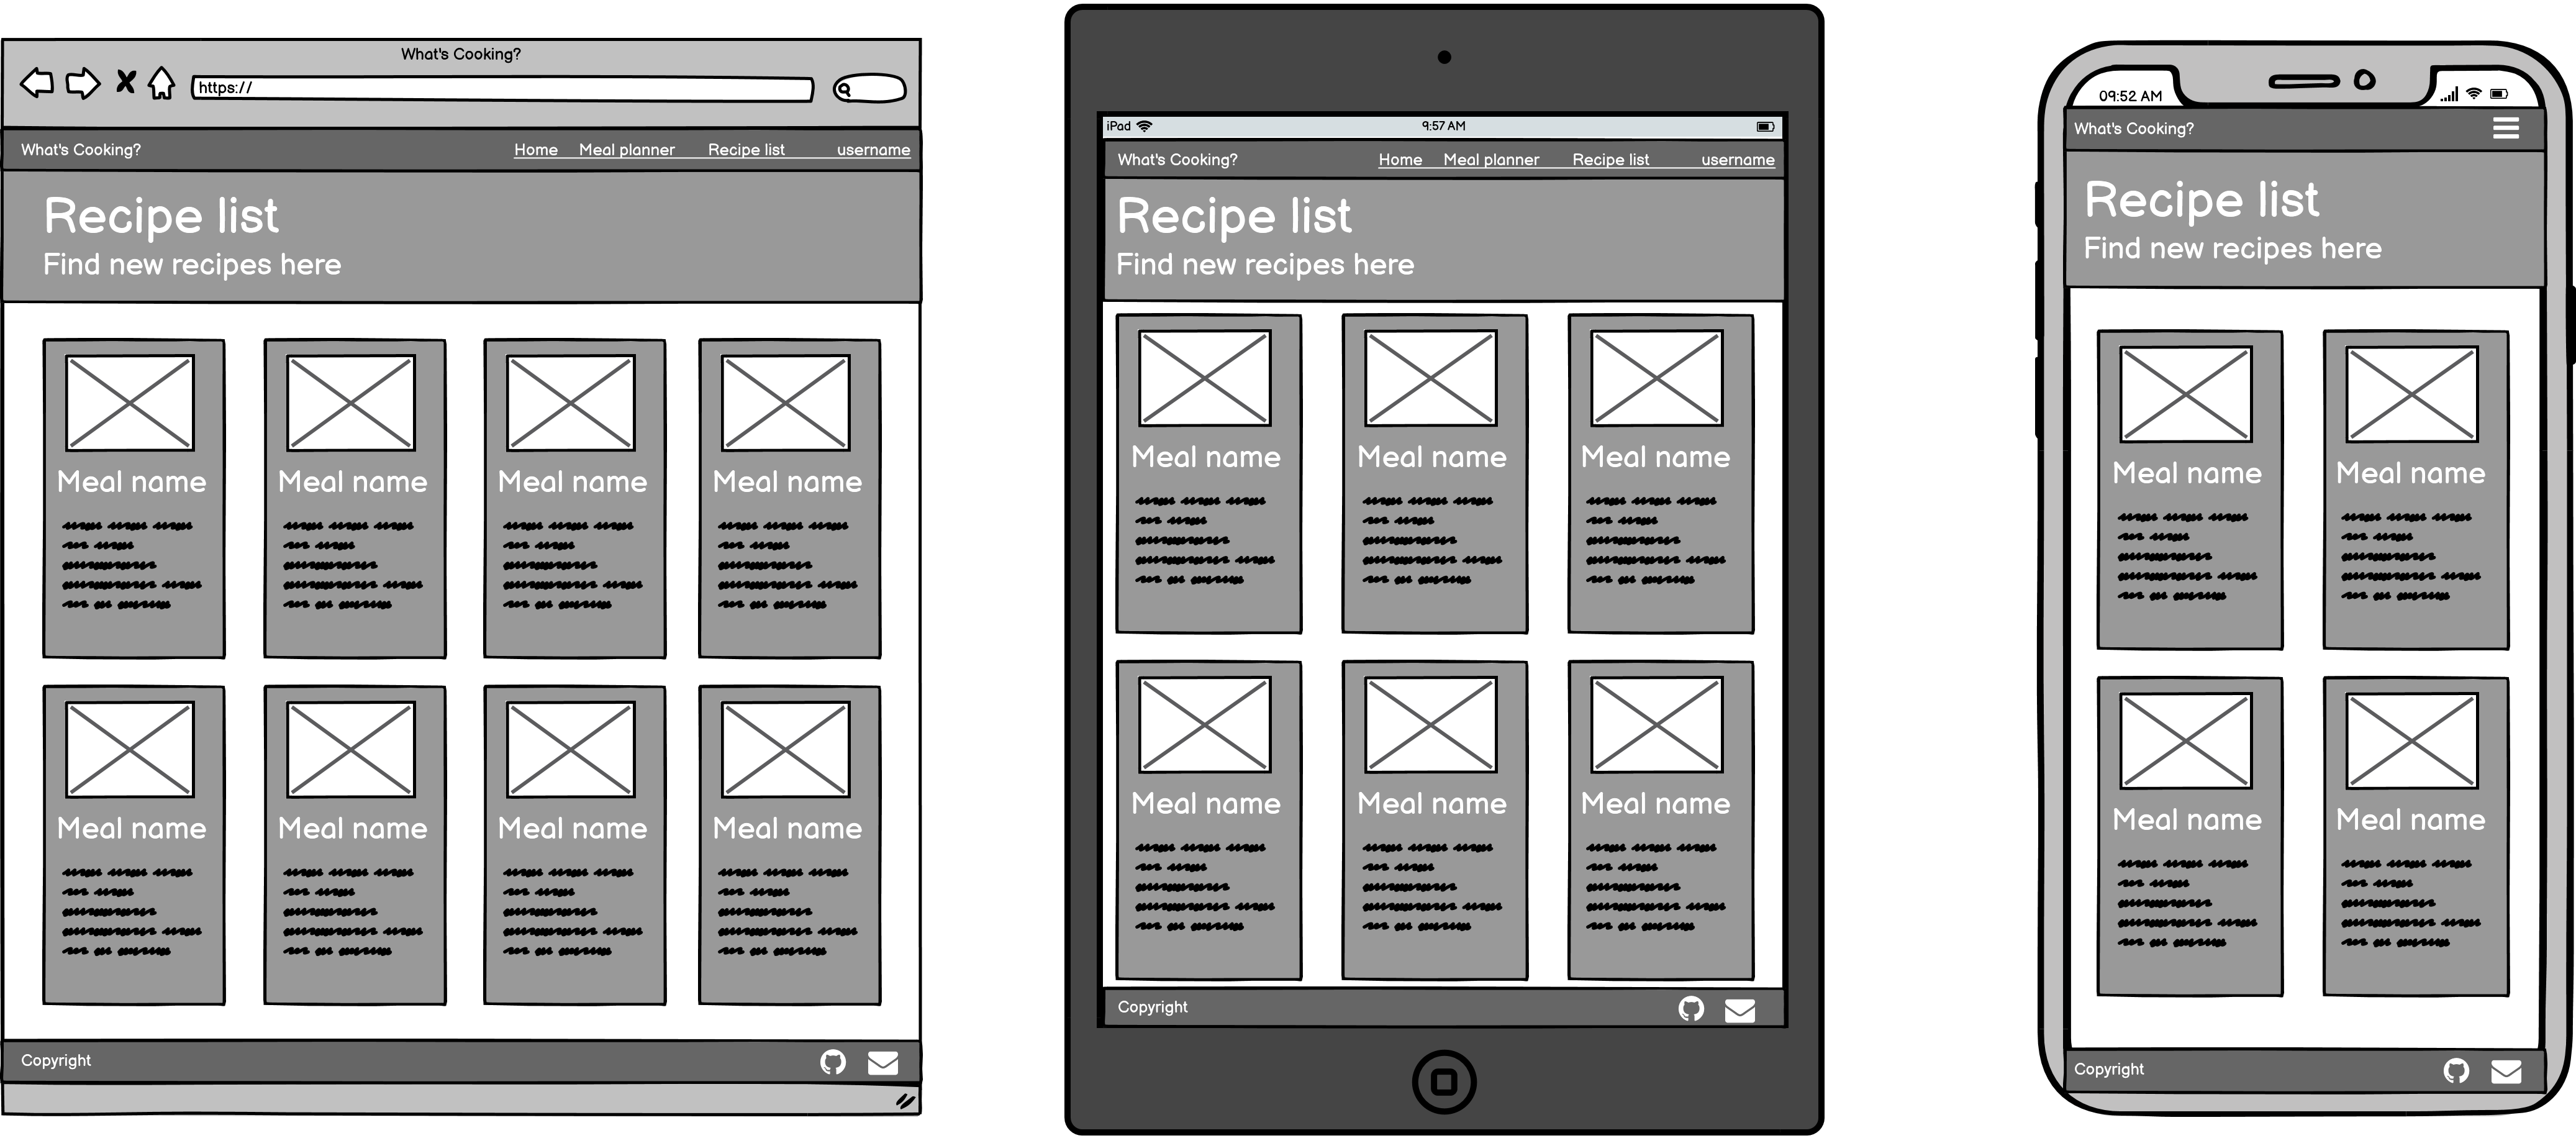 What's Cooking?
https://
What's Cooking? Home Meal planner Recipe list username
Recipe list
Find new recipes here
Meal name Meal name Meal name Meal name
Meal name Meal name Meal name Meal name
Copyright
iPad 9:57 AM
What's Cooking? Home Meal planner Recipe list username
Recipe list
Find new recipes here
Meal name Meal name Meal name
Meal name Meal name Meal name
Copyright
09:52 AM
What's Cooking?
Recipe list
Find new recipes here
Meal name Meal name
Meal name Meal name
Copyright